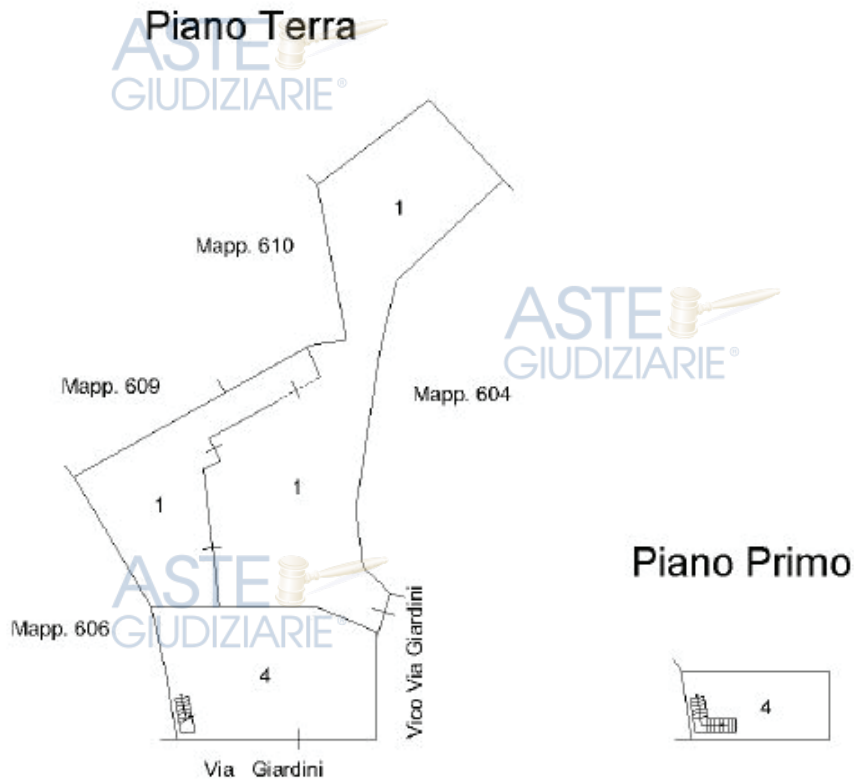 Piano Terra
ASTE
GIUDIZIARIE®
1
Mapp. 610
ASTE
GIUDIZIARIE®
Mapp. 609
Mapp. 604
1
1
Piano Primo
ASTE
GIUDIZIARIE®
Mapp. 606
Vico Via Giardini
4
4
Via Giardini